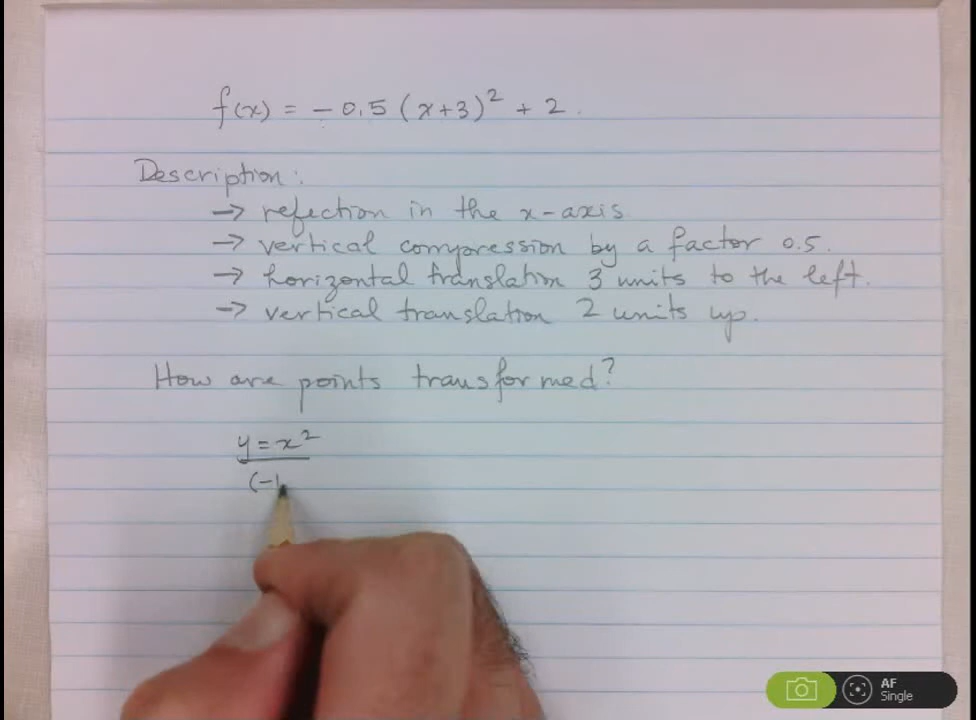 f(x) = -0.5 (x+3)² + 2.
Description:
→ refection in the x-axis
→ vertical compression by a factor 0.5.
→ horizontal translation 3 units to the left.
→ vertical translation 2 units up.
How are points transformed?
y = x²
(-1
AF
Single